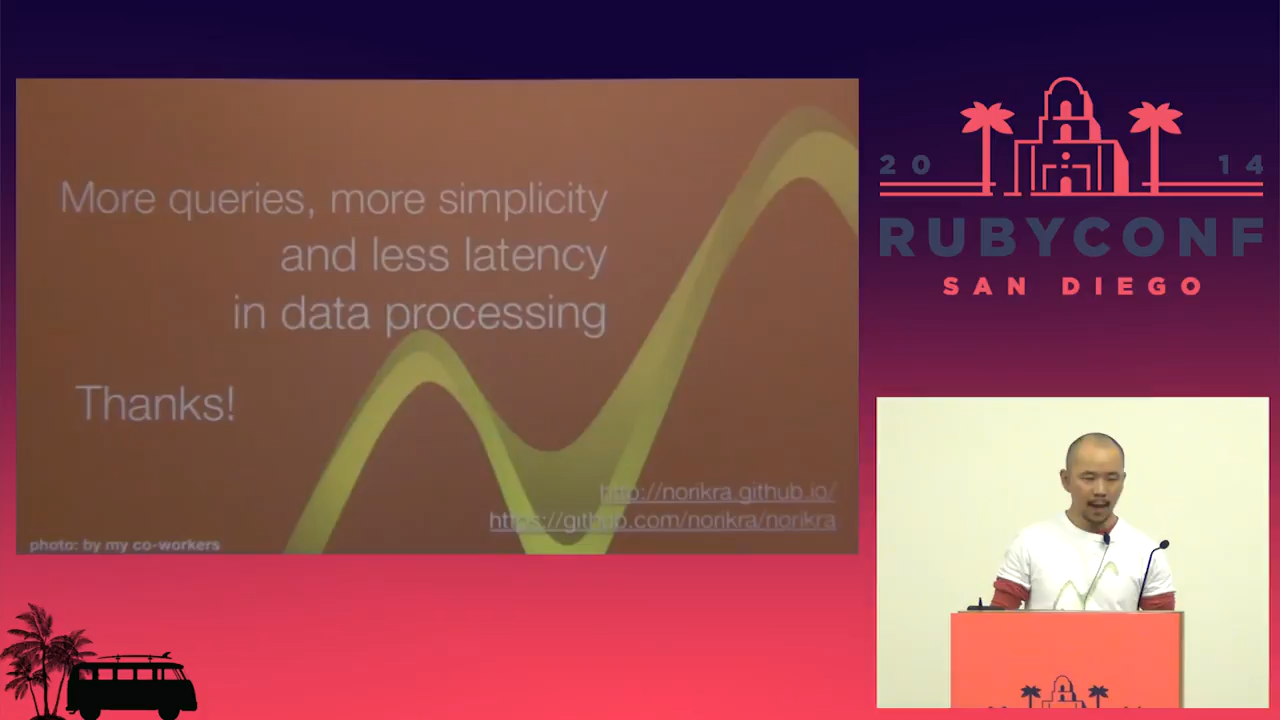 More queries, more simplicity
and less latency
in data processing
Thanks!
http://norikra.github.io/
https://github.com/norikra/norikra
photo: by my co-workers
20 14
RUBYCONF
SAN DIEGO